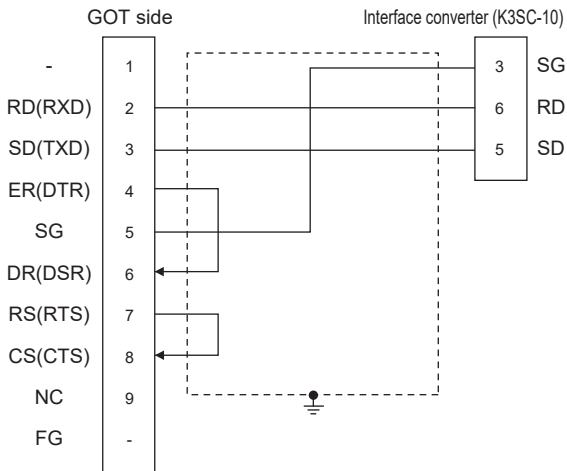 GOT side Interface converter (K3SC-10)
- 1 3 SG
RD(RXD) 2 6 RD
SD(TXD) 3 5 SD
ER(DTR) 4
SG 5
DR(DSR) 6
RS(RTS) 7
CS(CTS) 8
NC 9
FG -